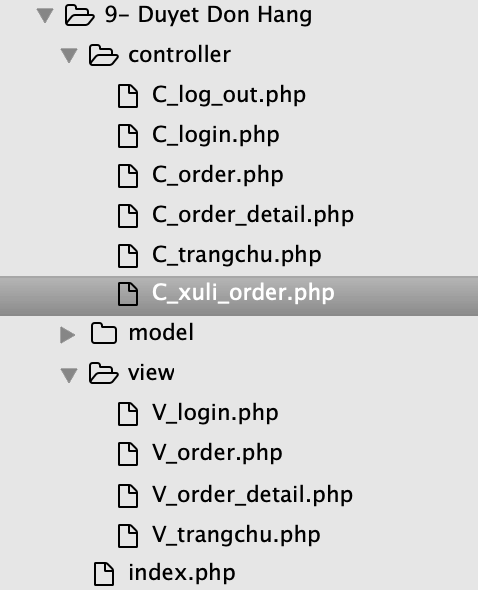 9- Duyet Don Hang
controller
C_log_out.php
C_login.php
C_order.php
C_order_detail.php
C_trangchu.php
C_xuli_order.php
model
view
V_login.php
V_order.php
V_order_detail.php
V_trangchu.php
index.php